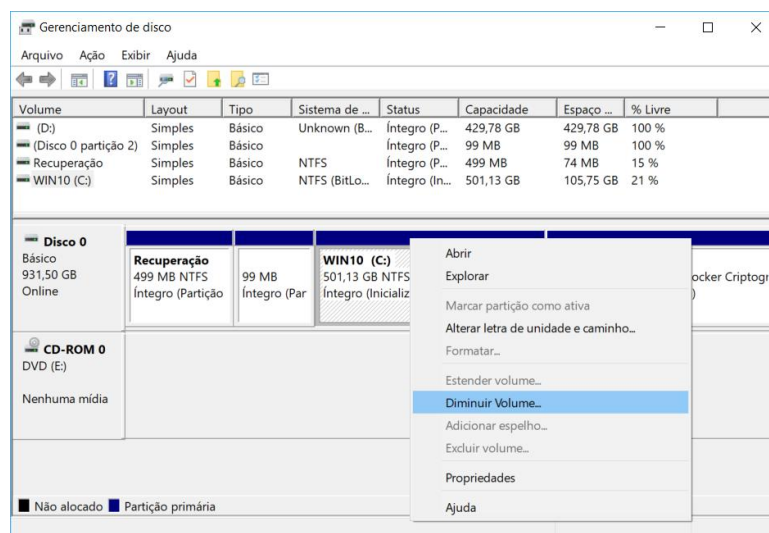 Gerenciamento de disco
Arquivo Ação Exibir Ajuda
Volume Layout Tipo Sistema de ... Status Capacidade Espaço ... % Livre
(D:) Simples Básico Unknown (B... Íntegro (P... 429,78 GB 429,78 GB 100 %
(Disco 0 partição 2) Simples Básico Íntegro (P... 99 MB 99 MB 100 %
Recuperação Simples Básico NTFS Íntegro (P... 499 MB 74 MB 15 %
WIN10 (C:) Simples Básico NTFS (BitLo... Íntegro (In... 501,13 GB 105,75 GB 21 %
Disco 0
Básico
931,50 GB
Online
Recuperação
499 MB NTFS
Íntegro (Partição
99 MB
Íntegro (Par
WIN10 (C:)
501,13 GB NTFS
Íntegro (Inicializ
ocker Criptogr
)
Abrir
Explorar
Marcar partição como ativa
Alterar letra de unidade e caminho...
Formatar...
Estender volume...
Diminuir Volume...
Adicionar espelho...
Excluir volume...
Propriedades
Ajuda
CD-ROM 0
DVD (E:)
Nenhuma mídia
Não alocado Partição primária